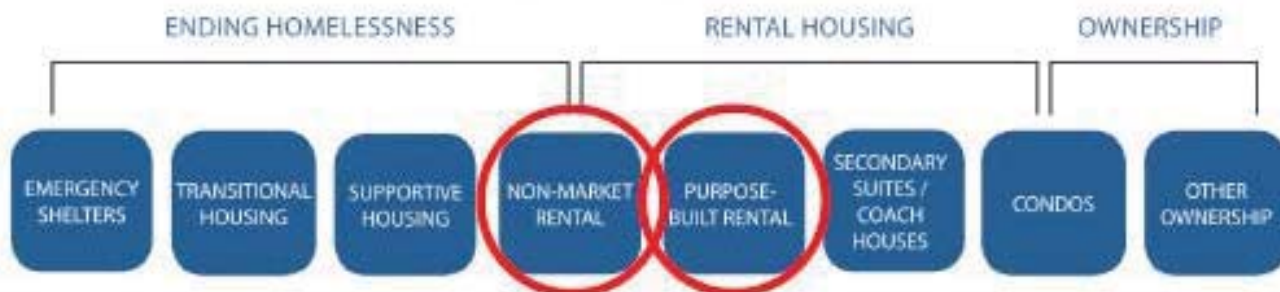 ENDING HOMELESSNESS
RENTAL HOUSING
OWNERSHIP
EMERGENCY
SHELTERS
TRANSITIONAL
HOUSING
SUPPORTIVE
HOUSING
NON-MARKET
RENTAL
PURPOSE-
BUILT RENTAL
SECONDARY
SUITES /
COACH
HOUSES
CONDOS
OTHER
OWNERSHIP